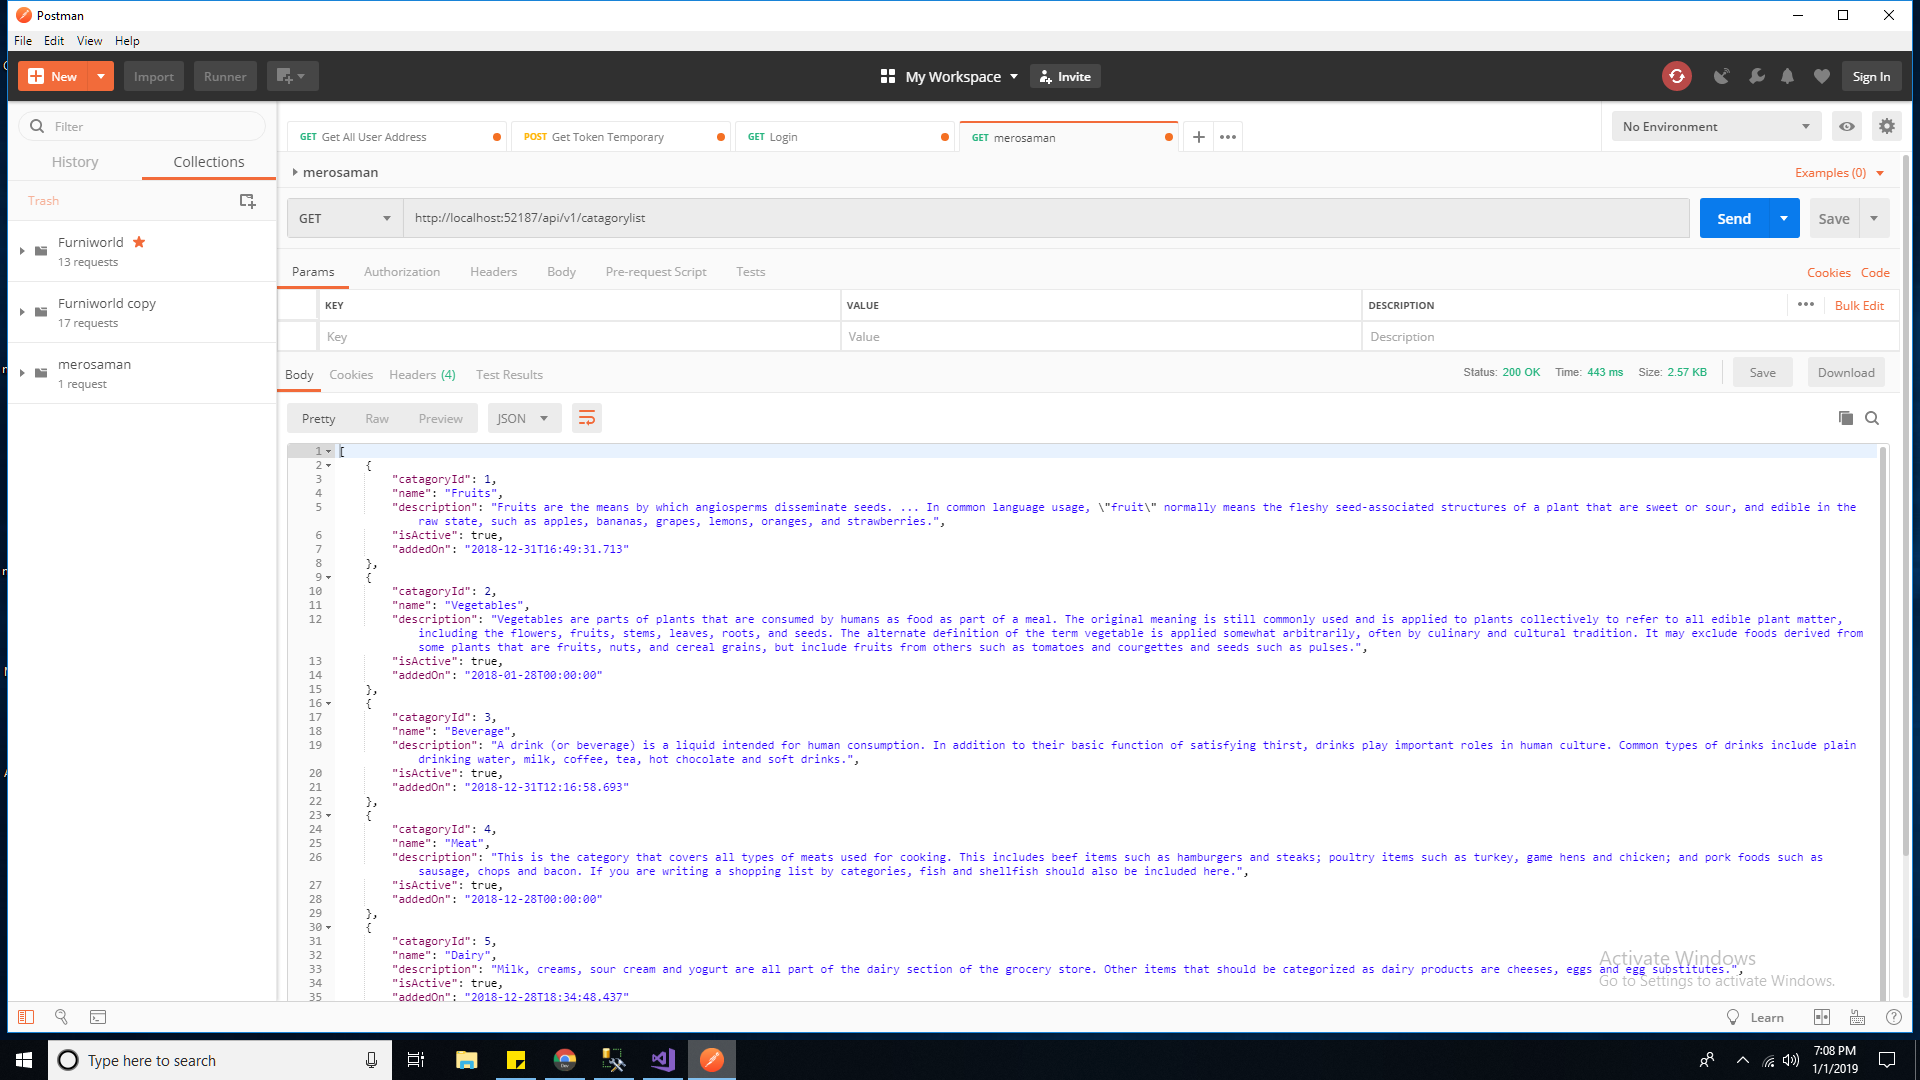 Postman
File Edit View Help
New Import Runner My Workspace Invite Sign In
Filter
History Collections
Trash
Furniworld
13 requests
Furniworld copy
17 requests
merosaman
1 request
GET Get All User Address POST Get Token Temporary GET Login GET merosaman
No Environment
merosaman
Examples (0)
GET http://localhost:52187/api/v1/catagorylist Send Save
Params Authorization Headers Body Pre-request Script Tests Cookies Code
KEY VALUE DESCRIPTION Bulk Edit
Key Value Description
Body Cookies Headers (4) Test Results Status: 200 OK Time: 443 ms Size: 2.57 KB Save Download
Pretty Raw Preview JSON
1 [
2 {
3 "catagoryId": 1,
4 "name": "Fruits",
5 "description": "Fruits are the means by which angiosperms disseminate seeds. ... In common language usage, \"fruit\" normally means the fleshy seed-associated structures of a plant that are sweet or sour, and edible in the
raw state, such as apples, bananas, grapes, lemons, oranges, and strawberries.",
6 "isActive": true,
7 "addedOn": "2018-12-31T16:49:31.713"
8 },
9 {
10 "catagoryId": 2,
11 "name": "Vegetables",
12 "description": "Vegetables are parts of plants that are consumed by humans as food as part of a meal. The original meaning is still commonly used and is applied to plants collectively to refer to all edible plant matter,
including the flowers, fruits, stems, leaves, roots, and seeds. The alternate definition of the term vegetable is applied somewhat arbitrarily, often by culinary and cultural tradition. It may exclude foods derived from
some plants that are fruits, nuts, and cereal grains, but include fruits from others such as tomatoes and courgettes and seeds such as pulses.",
13 "isActive": true,
14 "addedOn": "2018-01-28T00:00:00"
15 },
16 {
17 "catagoryId": 3,
18 "name": "Beverage",
19 "description": "A drink (or beverage) is a liquid intended for human consumption. In addition to their basic function of satisfying thirst, drinks play important roles in human culture. Common types of drinks include plain
drinking water, milk, coffee, tea, hot chocolate and soft drinks.",
20 "isActive": true,
21 "addedOn": "2018-12-31T12:16:58.693"
22 },
23 {
24 "catagoryId": 4,
25 "name": "Meat",
26 "description": "This is the category that covers all types of meats used for cooking. This includes beef items such as hamburgers and steaks; poultry items such as turkey, game hens and chicken; and pork foods such as
sausage, chops and bacon. If you are writing a shopping list by categories, fish and shellfish should also be included here.",
27 "isActive": true,
28 "addedOn": "2018-12-28T00:00:00"
29 },
30 {
31 "catagoryId": 5,
32 "name": "Dairy",
33 "description": "Milk, creams, sour cream and yogurt are all part of the dairy section of the grocery store. Other items that should be categorized as dairy products are cheeses, eggs and egg substitutes.",
34 "isActive": true,
35 "addedOn": "2018-12-28T18:34:48.437"
Activate Windows
Go to Settings to activate Windows.
Learn
Type here to search
7:08 PM
1/1/2019